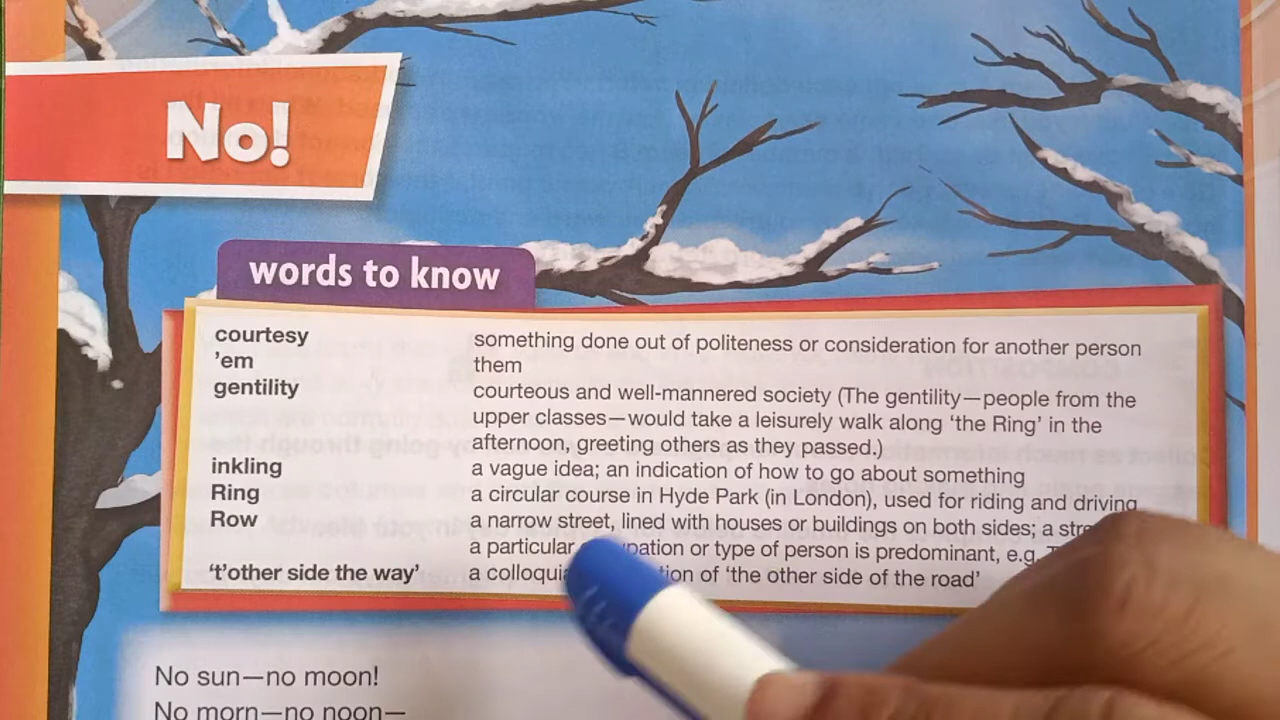 No!
words to know
courtesy something done out of politeness or consideration for another person
'em them
gentility courteous and well-mannered society (The gentility—people from the
upper classes—would take a leisurely walk along 'the Ring' in the
afternoon, greeting others as they passed.)
inkling a vague idea; an indication of how to go about something
Ring a circular course in Hyde Park (in London), used for riding and driving
Row a narrow street, lined with houses or buildings on both sides; a
a particular or type of person is predominant, e.g.
't'other side the way' a of 'the other side of the road'
No sun—no moon!
No morn—no noon—